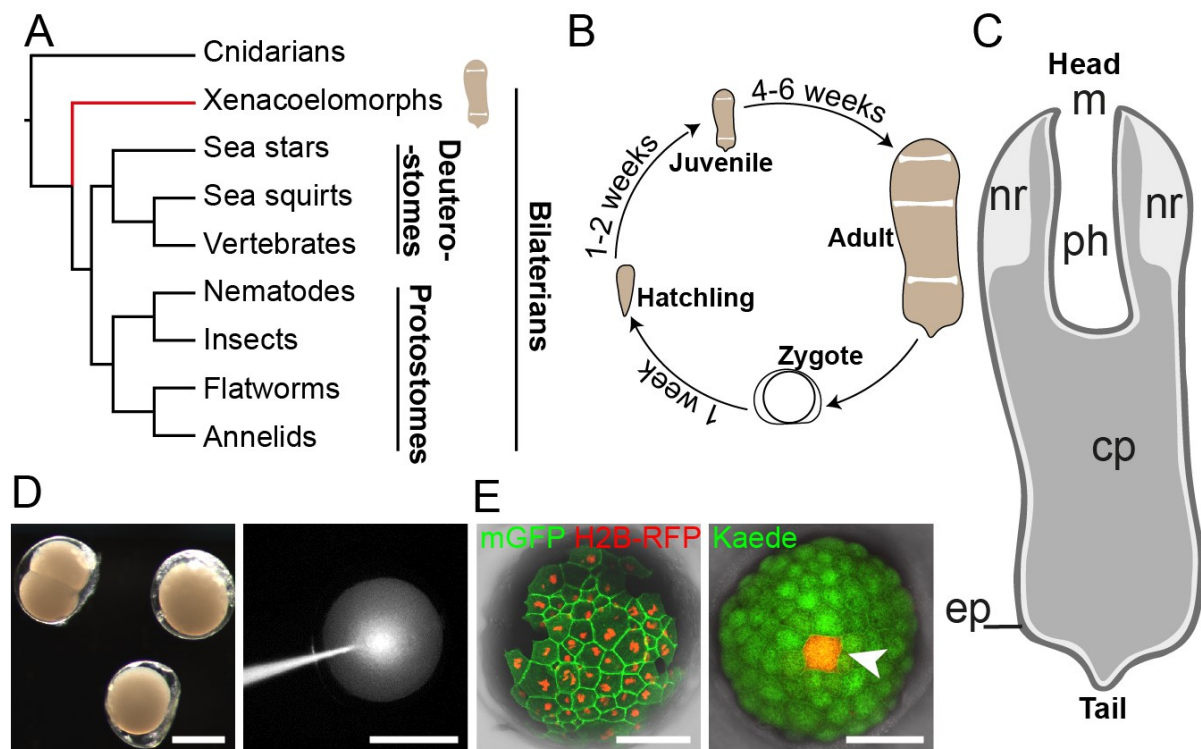 A
Cnidarians
Xenacoelomorphs
Sea stars
Sea squirts
Vertebrates
Nematodes
Insects
Flatworms
Annelids
Deutero-
-stomes
Protostomes
Bilaterians
B
Juvenile
4-6 weeks
Adult
Zygote
1 week
Hatchling
1-2 weeks
C
Head
m
nr
nr
ph
cp
ep
Tail
D
E
mGFP H2B-RFP
Kaede